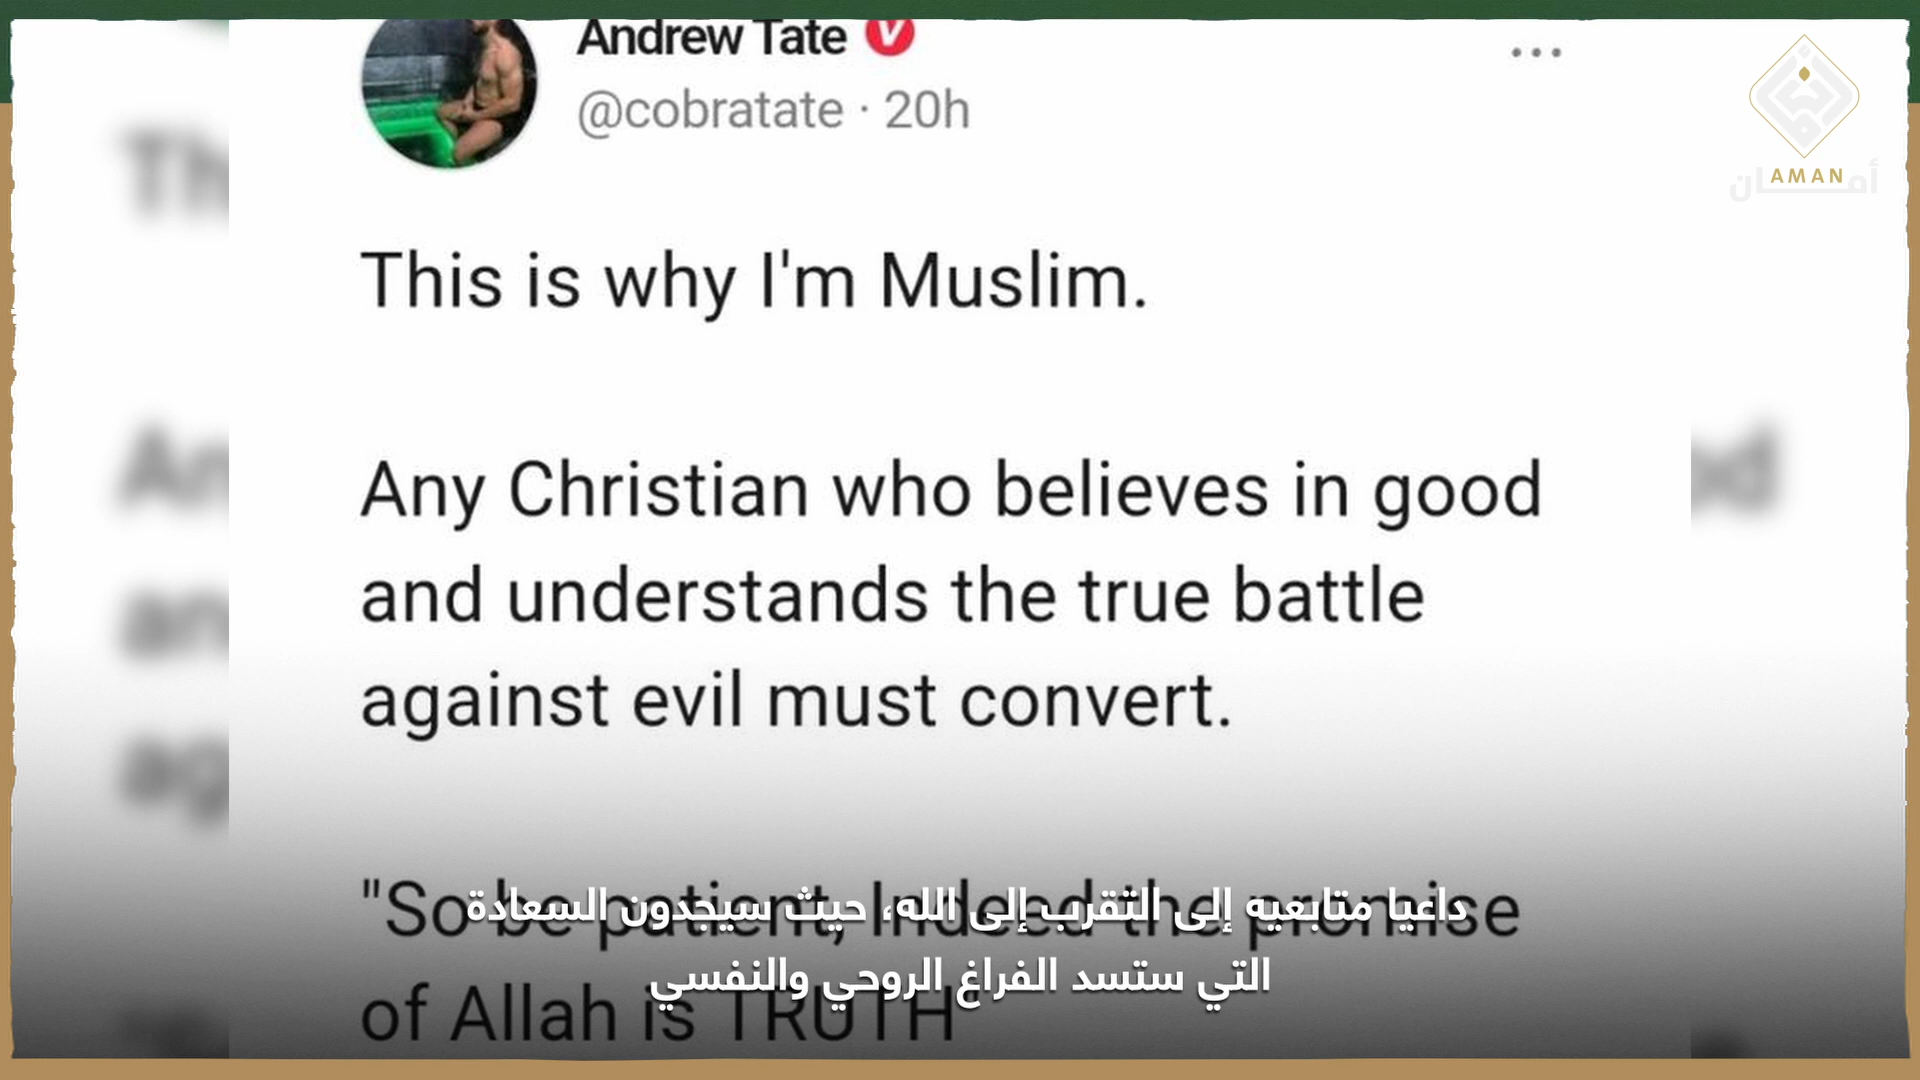 Andrew Tate
@cobratate · 20h
This is why I'm Muslim.
Any Christian who believes in good
and understands the true battle
against evil must convert.
"So be patient, Indeed the promise
of Allah is TRUTH"
داعيا متابعيه إلى التقرب إلى الله، حيث سيجدون السعادة
التي ستسد الفراغ الروحي والنفسي
أمـــــان
AMAN